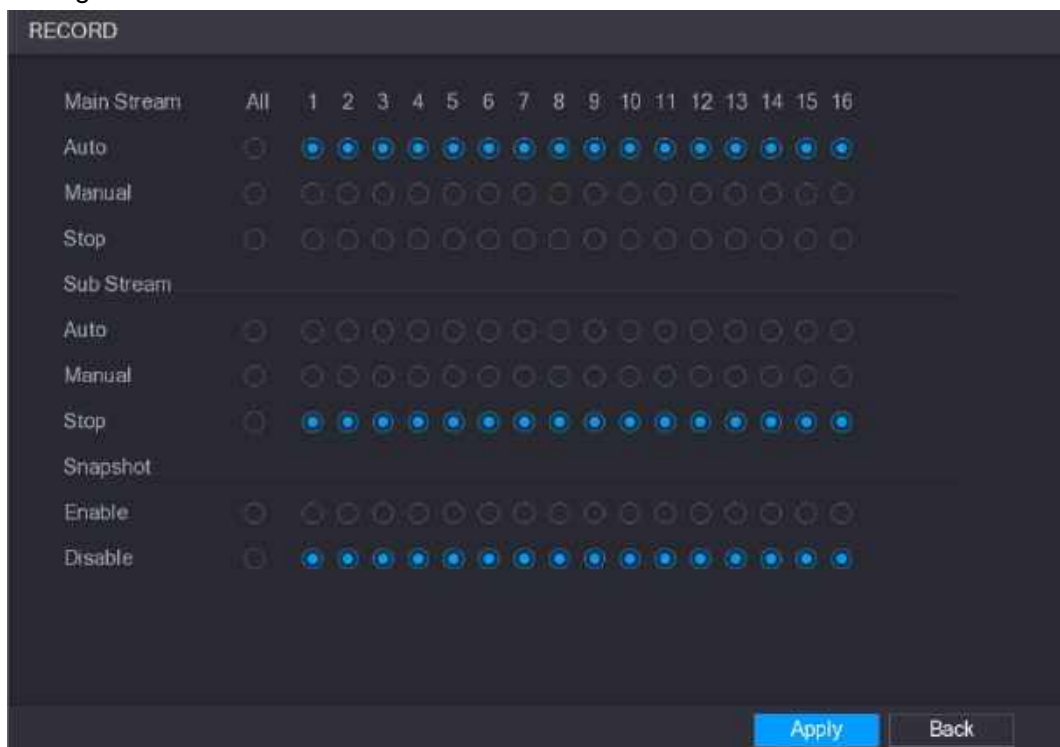 RECORD
Main Stream All 1 2 3 4 5 6 7 8 9 10 11 12 13 14 15 16
Auto
Manual
Stop
Sub Stream
Auto
Manual
Stop
Snapshot
Enable
Disable
Apply Back